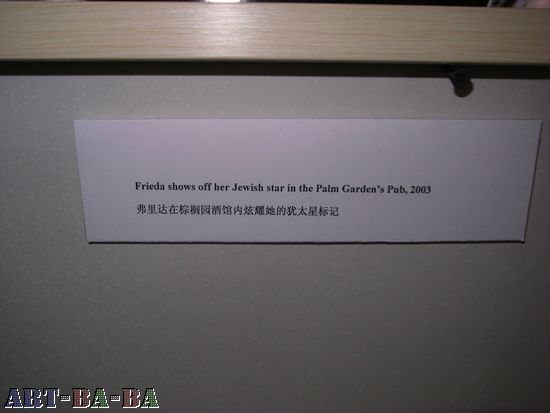 Frieda shows off her Jewish star in the Palm Garden's Pub, 2003
弗里达在棕榈园酒馆内炫耀她的犹太星标记
ART-BA-BA